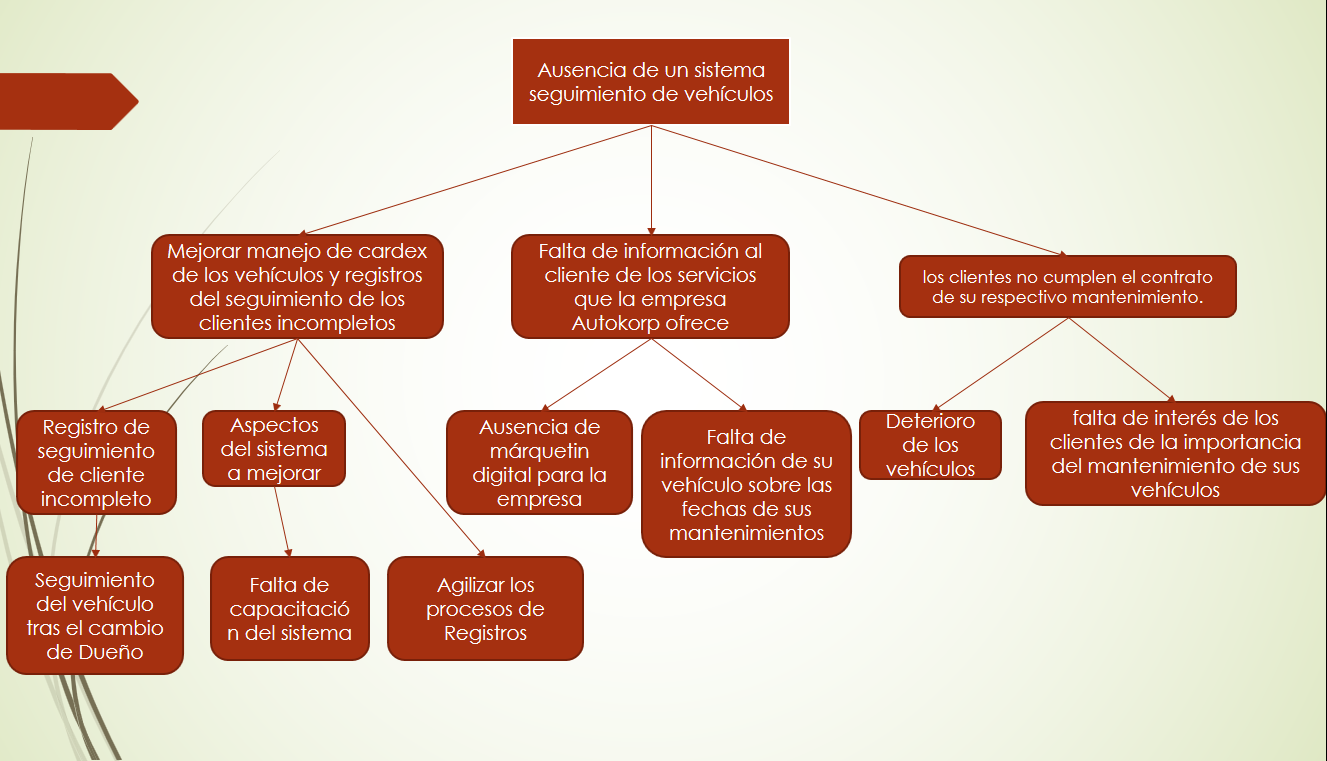 Ausencia de un sistema
seguimiento de vehículos
Mejorar manejo de cardex
de los vehículos y registros
del seguimiento de los
clientes incompletos
Falta de información al
cliente de los servicios
que la empresa
Autokorp ofrece
los clientes no cumplen el contrato
de su respectivo mantenimiento.
Registro de
seguimiento
de cliente
incompleto
Aspectos
del sistema
a mejorar
Ausencia de
márquetin
digital para la
empresa
Falta de
información de su
vehículo sobre las
fechas de sus
mantenimientos
Deterioro
de los
vehículos
falta de interés de los
clientes de la importancia
del mantenimiento de sus
vehículos
Seguimiento
del vehículo
tras el cambio
de Dueño
Falta de
capacitació
n del sistema
Agilizar los
procesos de
Registros